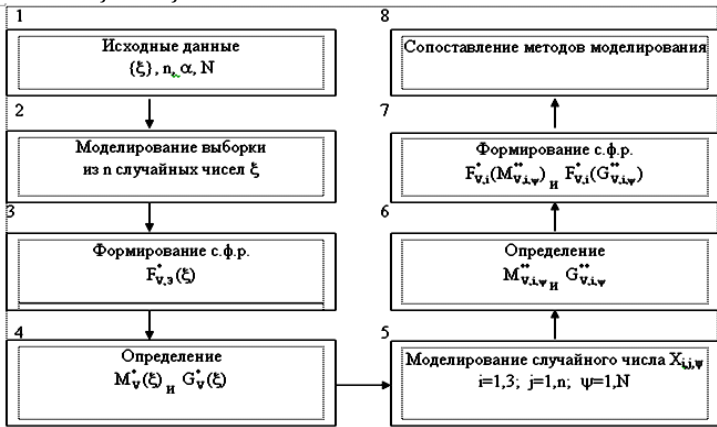 1
Исходные данные
{ξ}, n, α, N
2
Моделирование выборки
из n случайных чисел ξ
3
Формирование с.ф.р.
F*V,Э(ξ)
4
Определение
M*V(ξ) и G*V(ξ)
8
Сопоставление методов моделирования
7
Формирование с.ф.р.
F*V,i(M**V,i,ψ) и F*V,i(G**V,i,ψ)
6
Определение
M**V,i,ψ и G**V,i,ψ
5
Моделирование случайного числа Xi,j,ψ
i=1,3; j=1,n; ψ=1,N